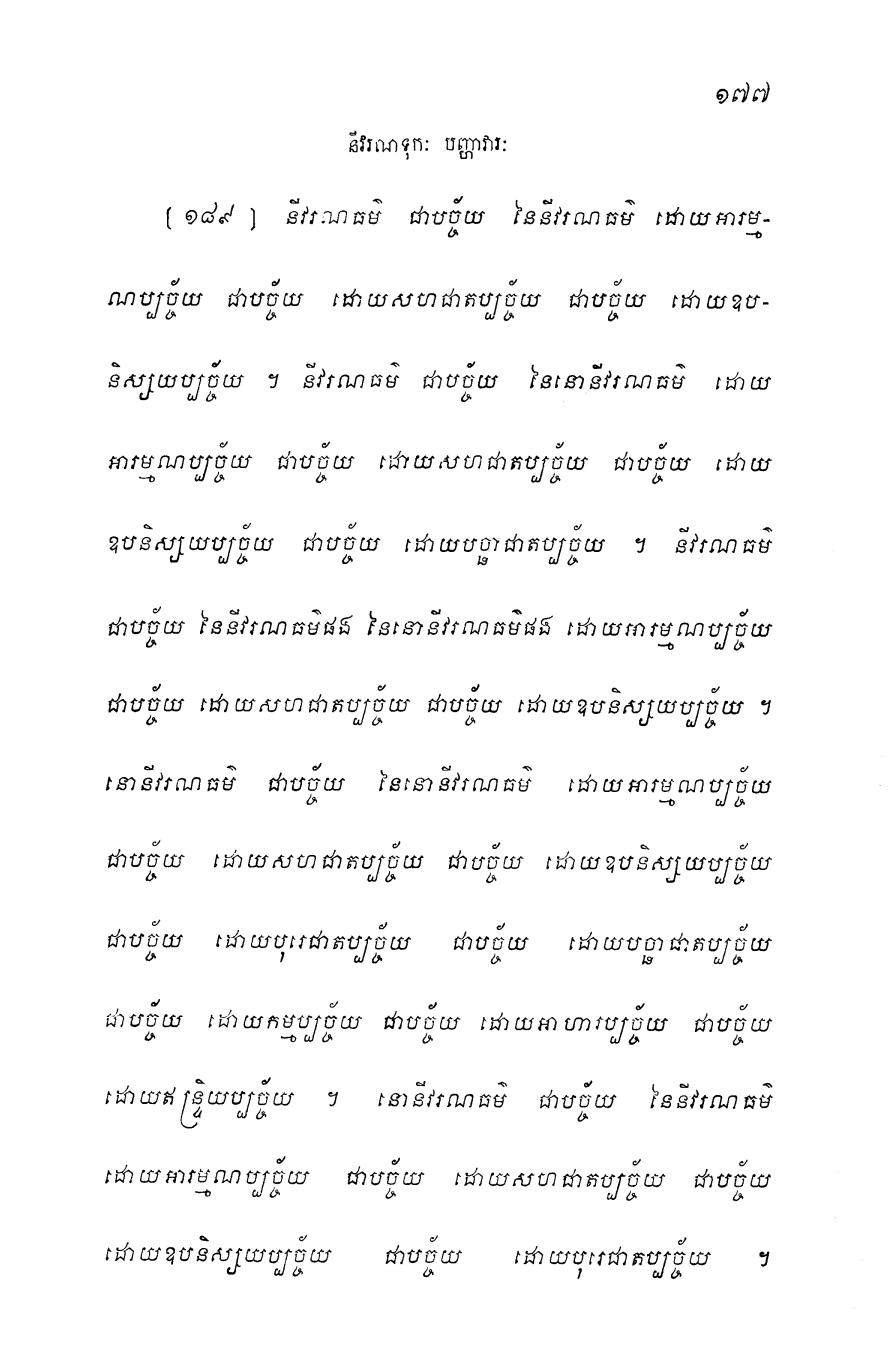 ១៧៧
នីវរណទុកៈ បញ្ហាវារៈ
[ ១៨៩ ] នីវរណធម៌ ជាបច្ច័យ នៃនីវរណធម៌ ដោយអារម្ម-
ណប្បច្ច័យ ជាបច្ច័យ ដោយសហជាតប្បច្ច័យ ជាបច្ច័យ ដោយឧប-
និស្សយប្បច្ច័យ ។ នីវរណធម៌ ជាបច្ច័យ នៃនោនីវរណធម៌ ដោយ
អារម្មណប្បច្ច័យ ជាបច្ច័យ ដោយសហជាតប្បច្ច័យ ជាបច្ច័យ ដោយ
ឧបនិស្សយប្បច្ច័យ ជាបច្ច័យ ដោយបច្ឆាជាតប្បច្ច័យ ។ នីវរណធម៌
ជាបច្ច័យ នៃនីវរណធម៌ផង នៃនោនីវរណធម៌ផង ដោយអារម្មណប្បច្ច័យ
ជាបច្ច័យ ដោយសហជាតប្បច្ច័យ ជាបច្ច័យ ដោយឧបនិស្សយប្បច្ច័យ ។
នោនីវរណធម៌ ជាបច្ច័យ នៃនោនីវរណធម៌ ដោយអារម្មណប្បច្ច័យ
ជាបច្ច័យ ដោយសហជាតប្បច្ច័យ ជាបច្ច័យ ដោយឧបនិស្សយប្បច្ច័យ
ជាបច្ច័យ ដោយបុរេជាតប្បច្ច័យ ជាបច្ច័យ ដោយបច្ឆាជាតប្បច្ច័យ
ជាបច្ច័យ ដោយកម្មប្បច្ច័យ ជាបច្ច័យ ដោយអាហារប្បច្ច័យ ជាបច្ច័យ
ដោយឥន្ទ្រិយប្បច្ច័យ ។ នោនីវរណធម៌ ជាបច្ច័យ នៃនីវរណធម៌
ដោយអារម្មណប្បច្ច័យ ជាបច្ច័យ ដោយសហជាតប្បច្ច័យ ជាបច្ច័យ
ដោយឧបនិស្សយប្បច្ច័យ ជាបច្ច័យ ដោយបុរេជាតប្បច្ច័យ ។